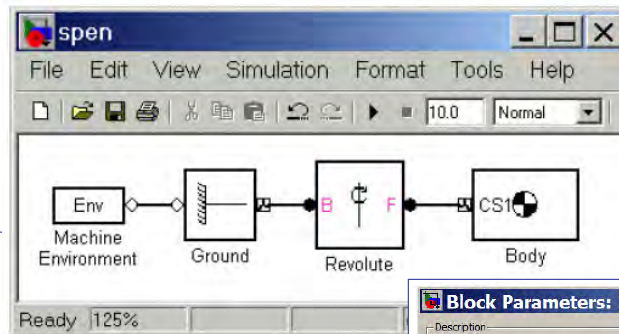 spen
File Edit View Simulation Format Tools Help
10.0 Normal
Env B F CS1
Machine
Environment
Ground
Revolute
Body
Block Parameters:
Description
Ready 125%